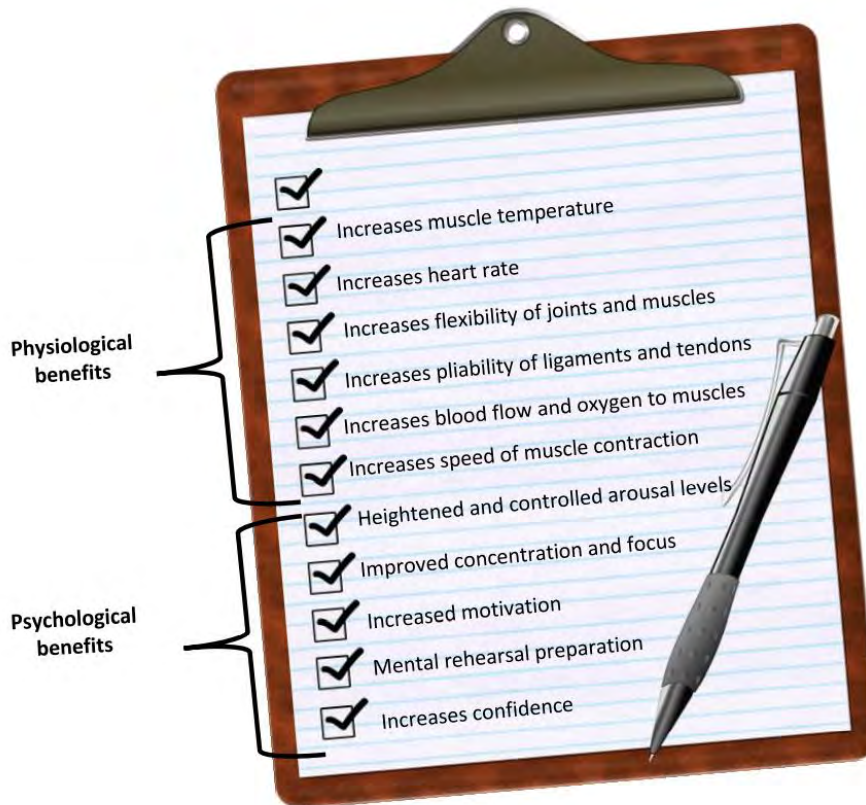 Increases muscle temperature
Increases heart rate
Increases flexibility of joints and muscles
Physiological
benefits
Increases pliability of ligaments and tendons
Increases blood flow and oxygen to muscles
Increases speed of muscle contraction
Heightened and controlled arousal levels
Improved concentration and focus
Psychological
benefits
Increased motivation
Mental rehearsal preparation
Increases confidence